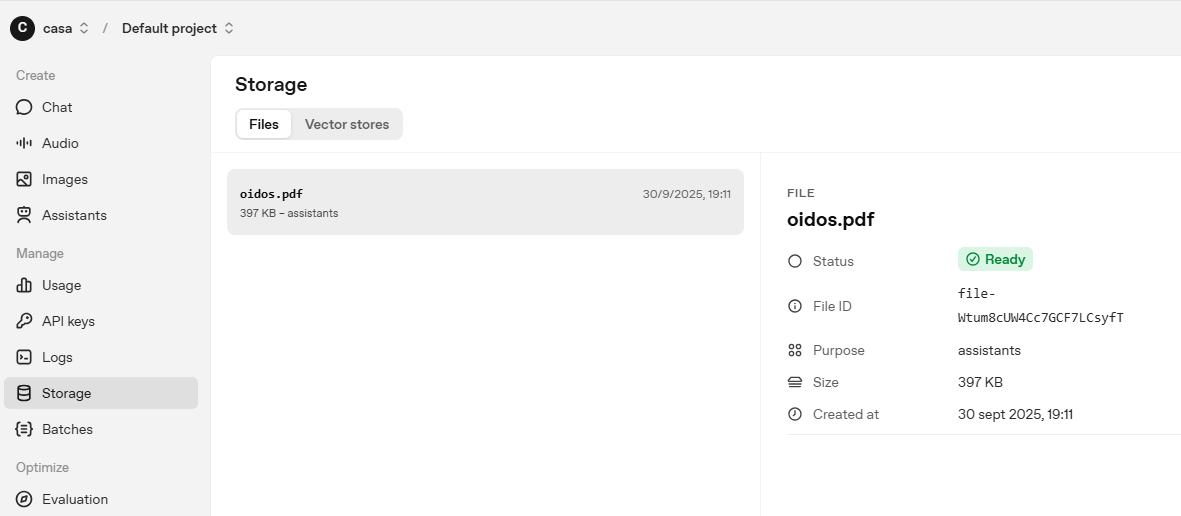 C casa / Default project
Create
Chat
Audio
Images
Assistants
Manage
Usage
API keys
Logs
Storage
Batches
Optimize
Evaluation
Storage
Files Vector stores
oidos.pdf 30/9/2025, 19:11
397 KB – assistants
FILE
oidos.pdf
Status Ready
File ID file-
Wtum8cUW4Cc7GCF7LCsyfT
Purpose assistants
Size 397 KB
Created at 30 sept 2025, 19:11